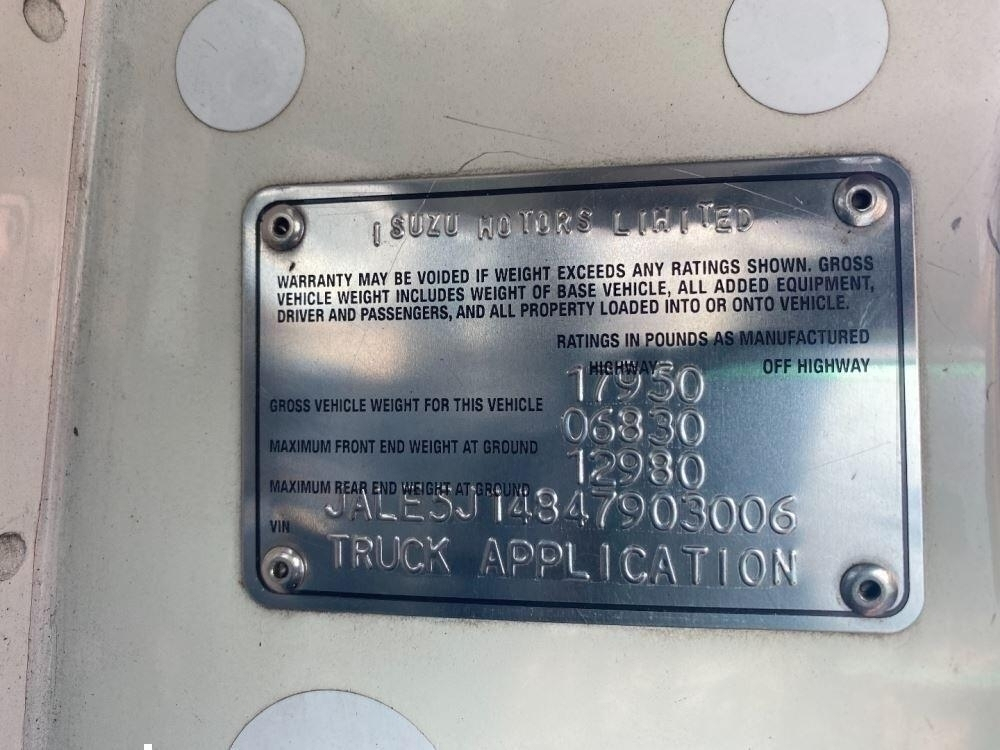 ISUZU MOTORS LIMITED
WARRANTY MAY BE VOIDED IF WEIGHT EXCEEDS ANY RATINGS SHOWN. GROSS
VEHICLE WEIGHT INCLUDES WEIGHT OF BASE VEHICLE, ALL ADDED EQUIPMENT,
DRIVER AND PASSENGERS, AND ALL PROPERTY LOADED INTO OR ONTO VEHICLE.
RATINGS IN POUNDS AS MANUFACTURED
HIGHWAY OFF HIGHWAY
GROSS VEHICLE WEIGHT FOR THIS VEHICLE 17950
MAXIMUM FRONT END WEIGHT AT GROUND 06830
MAXIMUM REAR END WEIGHT AT GROUND 12980
VIN JALE5J14847903006
TRUCK APPLICATION